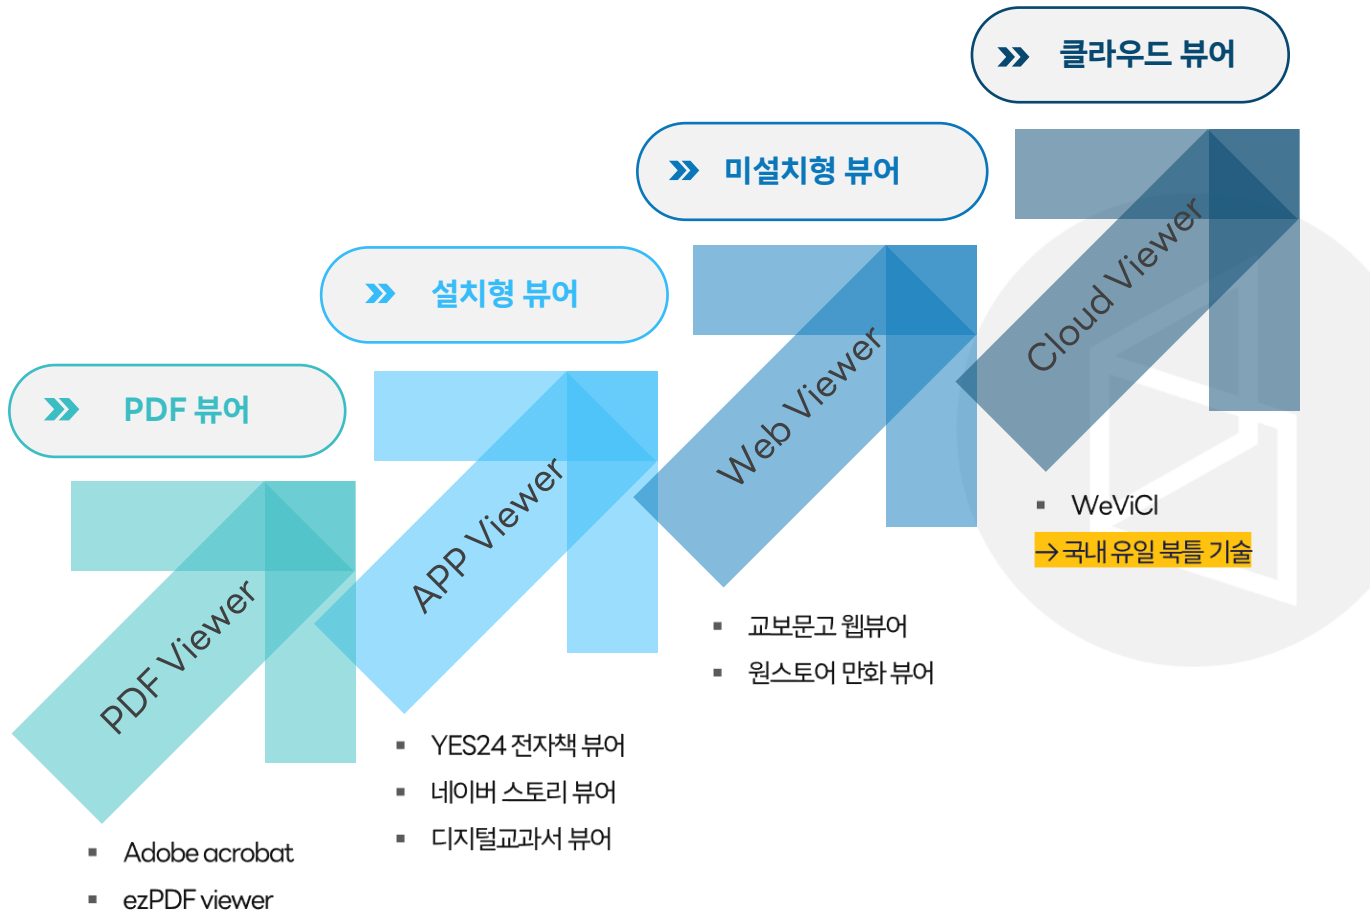 클라우드 뷰어
미설치형 뷰어
설치형 뷰어
PDF 뷰어
PDF Viewer
APP Viewer
Web Viewer
Cloud Viewer
▪ WeViCl
→국내 유일 북틀 기술
▪ 교보문고 웹뷰어
▪ 원스토어 만화 뷰어
▪ YES24 전자책 뷰어
▪ 네이버 스토리 뷰어
▪ 디지털교과서 뷰어
▪ Adobe acrobat
▪ ezPDF viewer